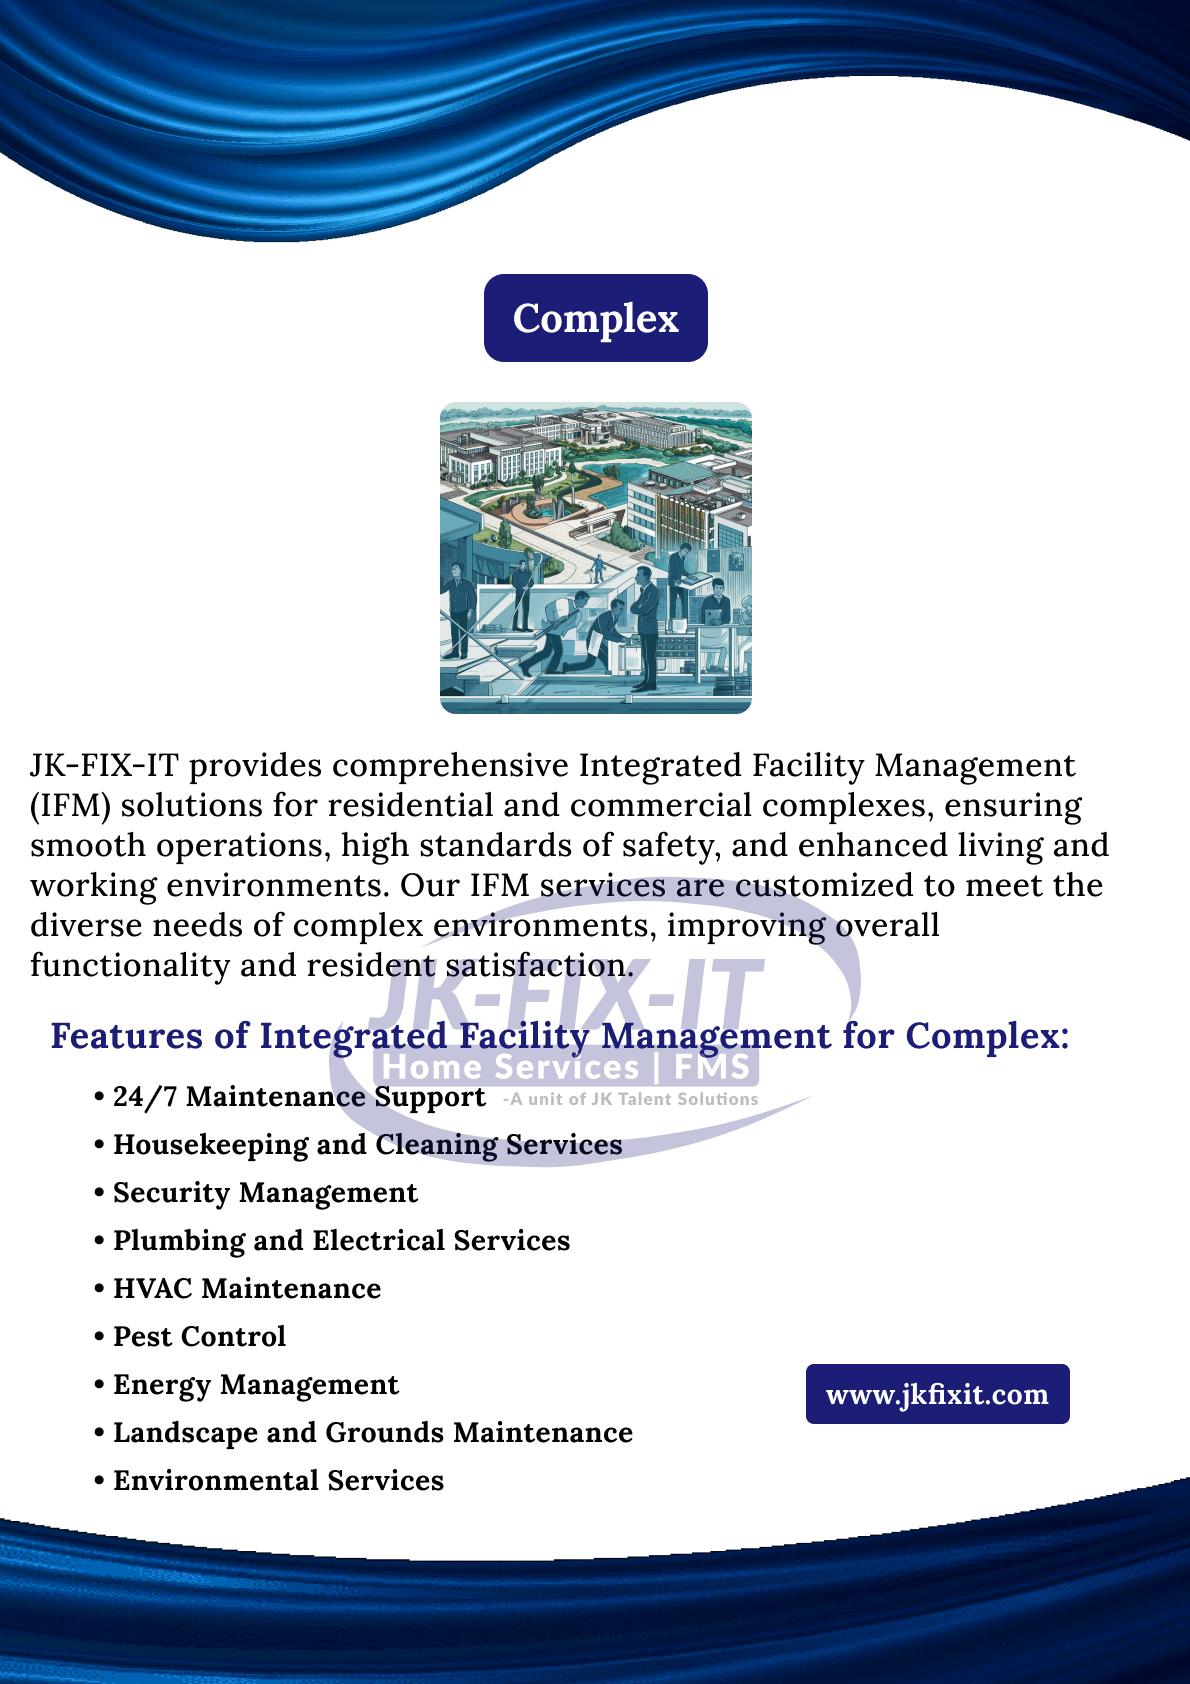 Complex
JK-FIX-IT provides comprehensive Integrated Facility Management
(IFM) solutions for residential and commercial complexes, ensuring
smooth operations, high standards of safety, and enhanced living and
working environments. Our IFM services are customized to meet the
diverse needs of complex environments, improving overall
functionality and resident satisfaction.
JK-FIX-IT
Features of Integrated Facility Management for Complex:
Home Services | FMS
-A unit of JK Talent Solutions
• 24/7 Maintenance Support
• Housekeeping and Cleaning Services
• Security Management
• Plumbing and Electrical Services
• HVAC Maintenance
• Pest Control
• Energy Management
www.jkfixit.com
• Landscape and Grounds Maintenance
• Environmental Services